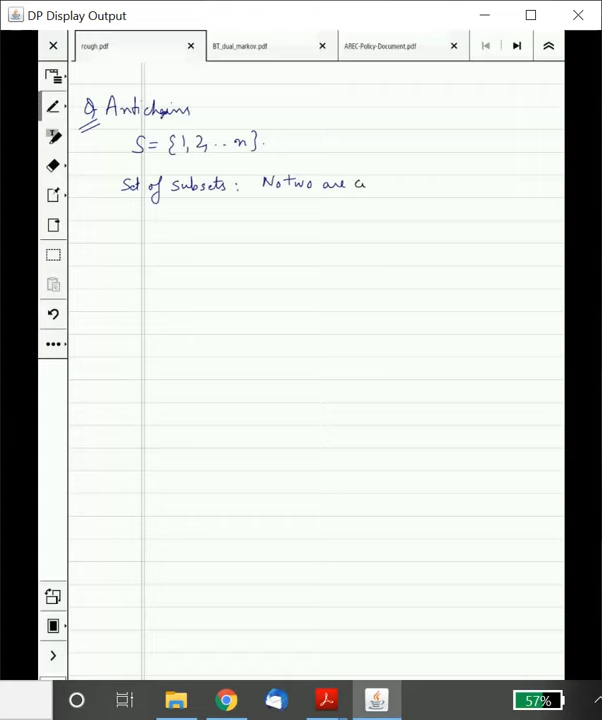 DP Display Output
rough.pdf
BT_dual_markov.pdf
AREC-Policy-Document.pdf
Q Antichains
S = {1, 2, .. n}.
Set of subsets : No two are c
57%